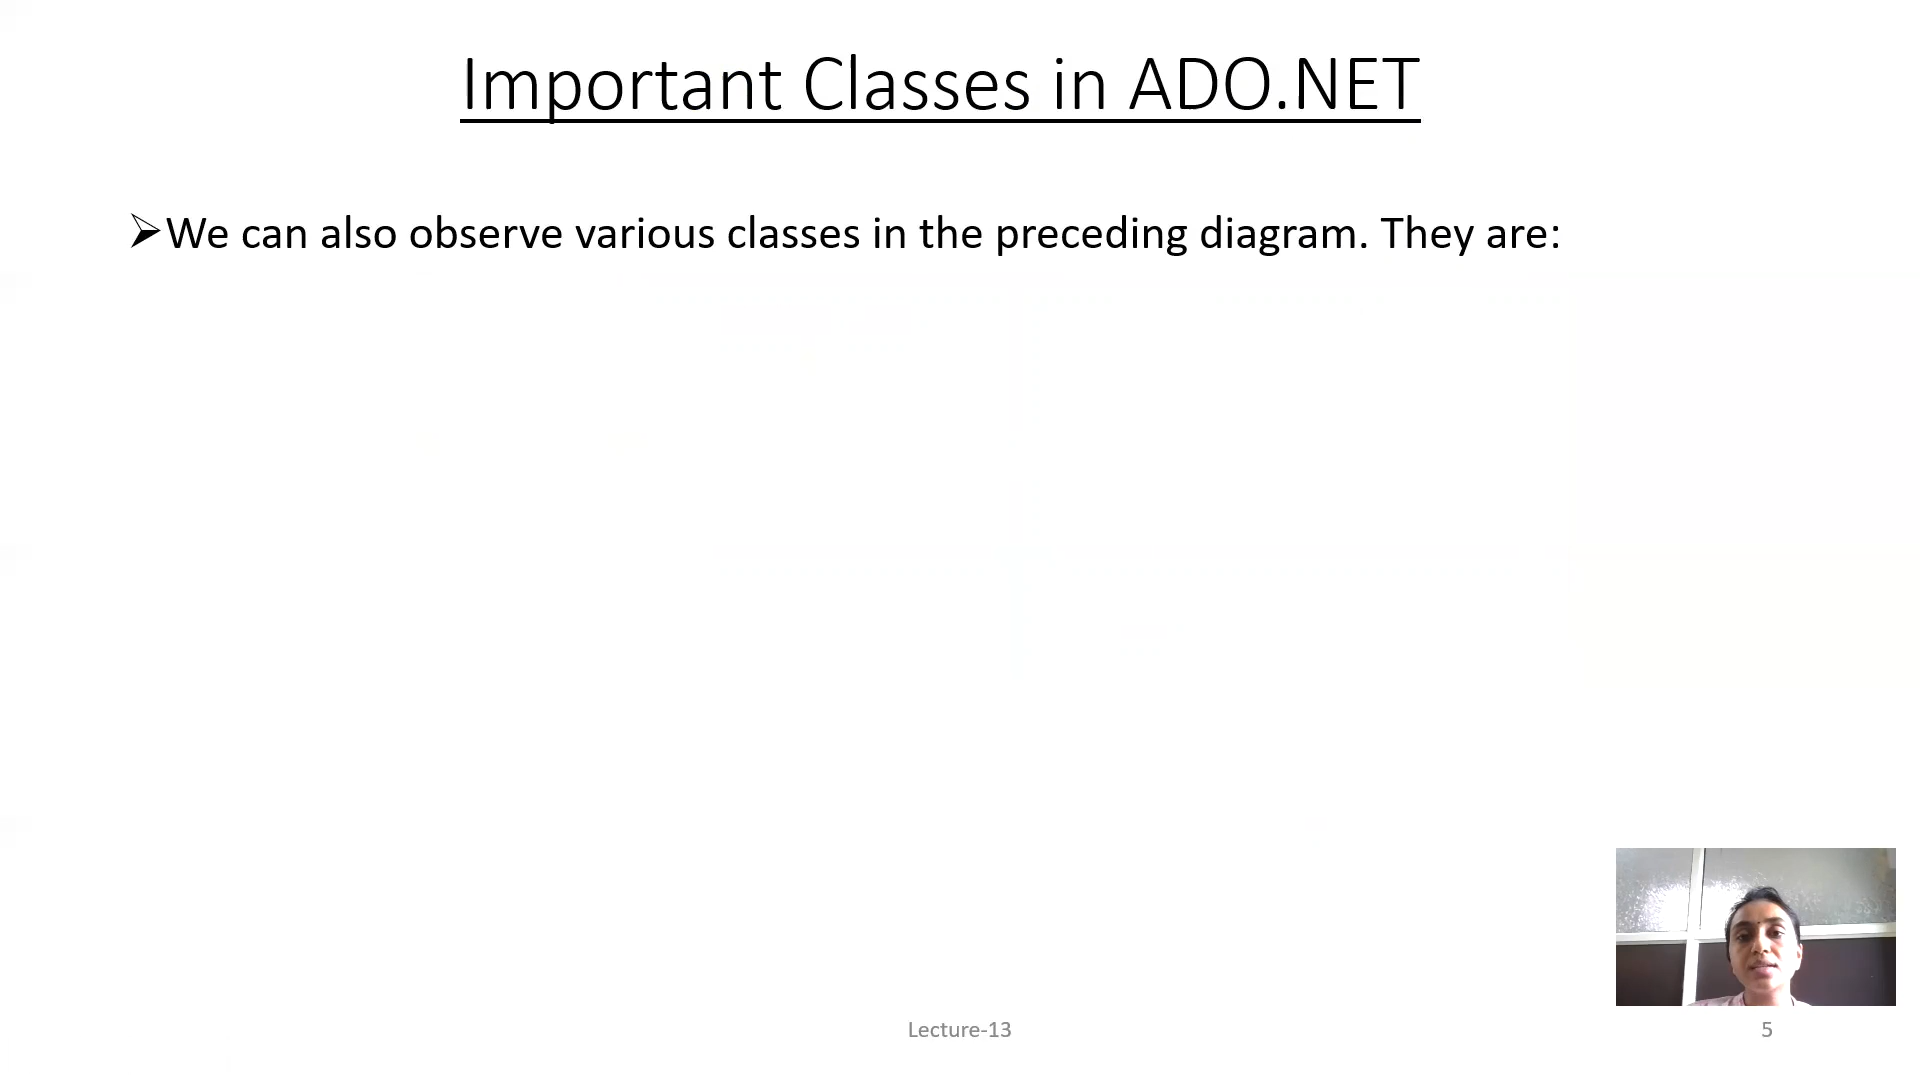 Important Classes in ADO.NET
➢We can also observe various classes in the preceding diagram. They are:
Lecture-13
5